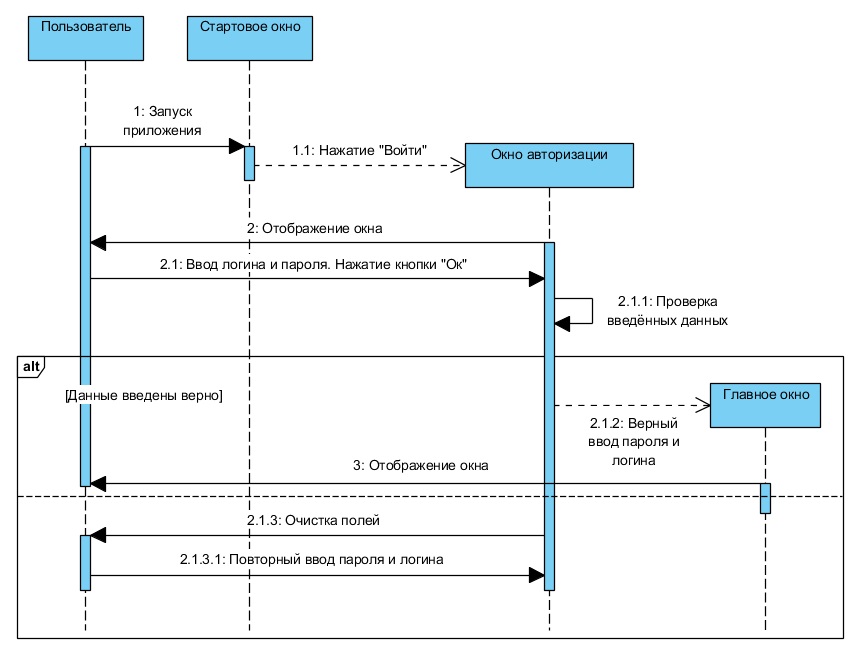 Пользователь
Стартовое окно
1: Запуск
приложения
1.1: Нажатие "Войти"
Окно авторизации
2: Отображение окна
2.1: Ввод логина и пароля. Нажатие кнопки "Ок"
2.1.1: Проверка
введённых данных
alt
[Данные введены верно]
Главное окно
2.1.2: Верный
ввод пароля и
логина
3: Отображение окна
2.1.3: Очистка полей
2.1.3.1: Повторный ввод пароля и логина